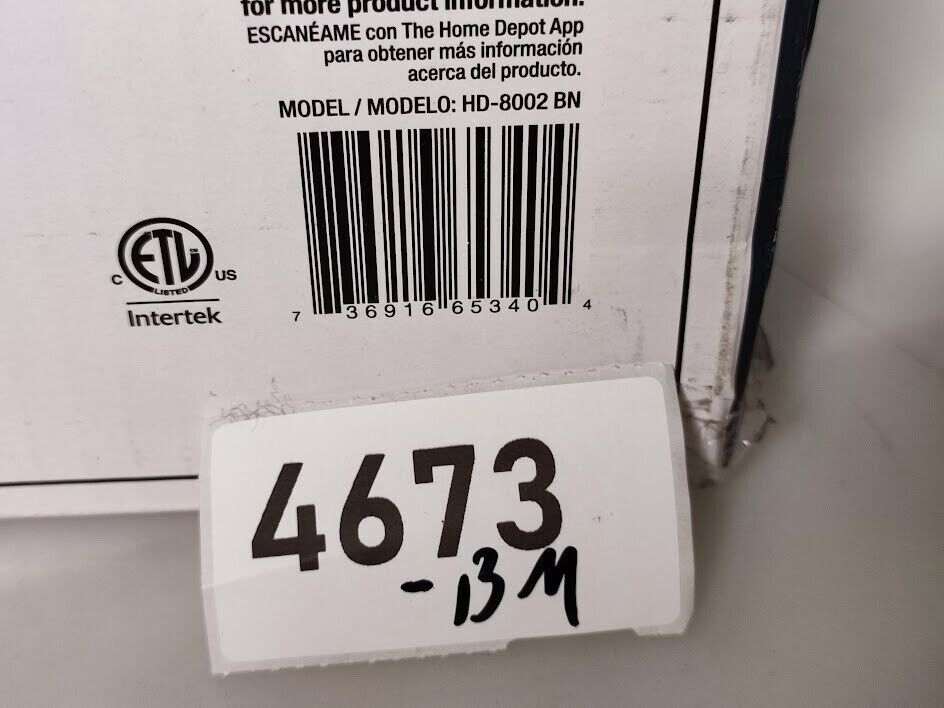 for more product information.
ESCANÉAME con The Home Depot App
para obtener más información
acerca del producto.
MODEL / MODELO: HD-8002 BN
C ETL US
LISTED
Intertek
7 36916 65340 4
4673
-13 M